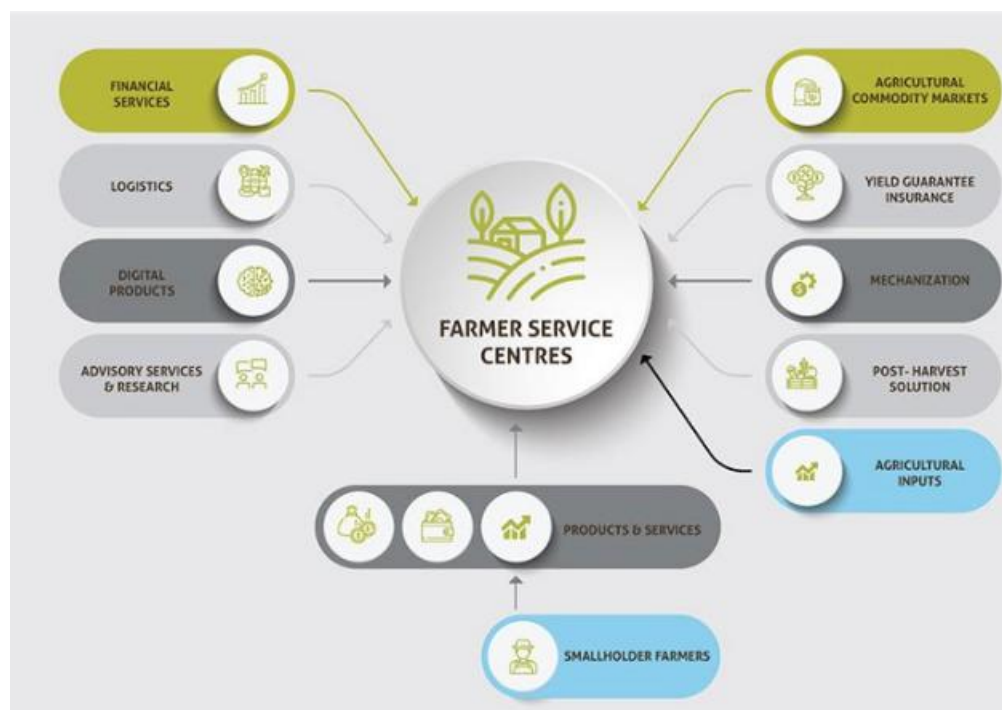 FINANCIAL
SERVICES
LOGISTICS
DIGITAL
PRODUCTS
ADVISORY SERVICES
& RESEARCH
FARMER SERVICE
CENTRES
AGRICULTURAL
COMMODITY MARKETS
YIELD GUARANTEE
INSURANCE
MECHANIZATION
POST- HARVEST
SOLUTION
AGRICULTURAL
INPUTS
PRODUCTS & SERVICES
SMALLHOLDER FARMERS